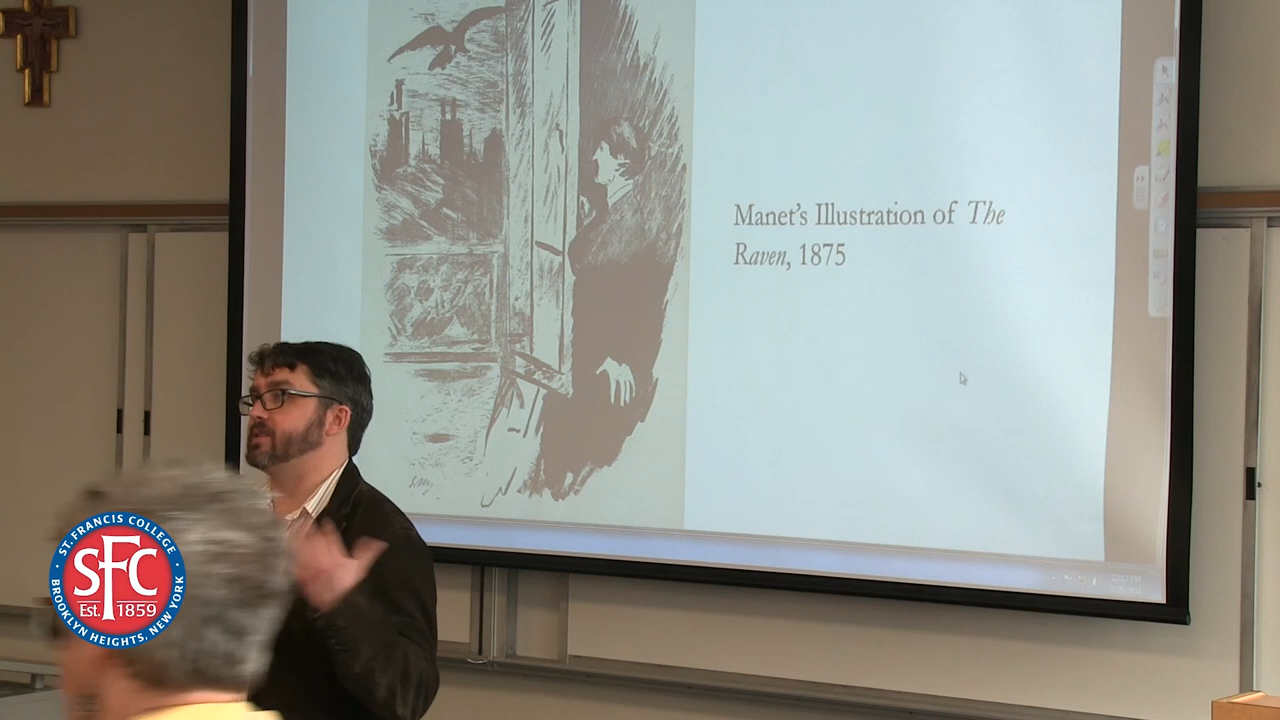 Manet's Illustration of The
Raven, 1875
ST. FRANCIS COLLEGE
SFC
Est. 1859
BROOKLYN HEIGHTS, NEW YORK